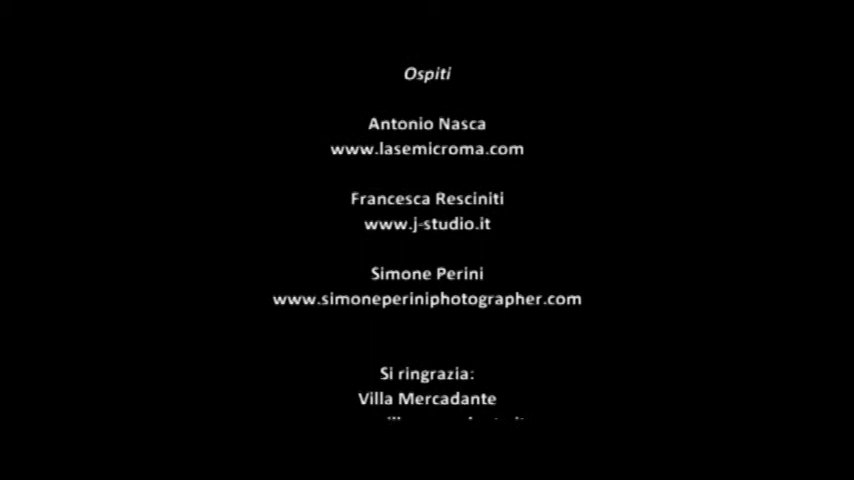 Ospiti
Antonio Nasca
www.lasemicroma.com
Francesca Resciniti
www.j-studio.it
Simone Perini
www.simoneperiniphotographer.com
Si ringrazia:
Villa Mercadante